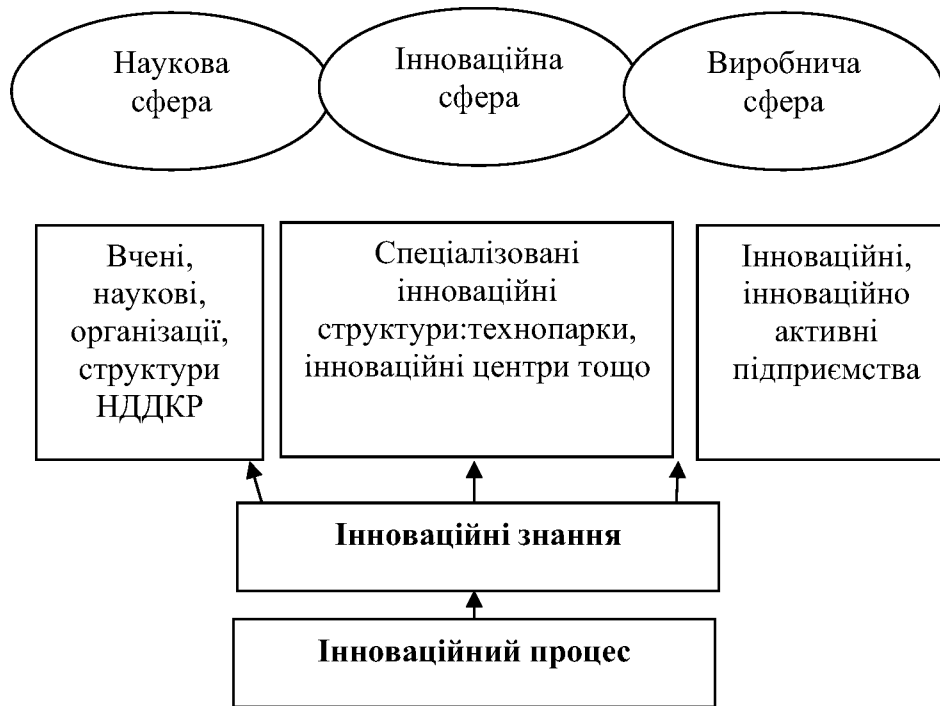 Наукова
сфера
Інноваційна
сфера
Виробнича
сфера
Вчені,
наукові,
організації,
структури
НДДКР
Спеціалізовані
інноваційні
структури:технопарки,
інноваційні центри тощо
Інноваційні,
інноваційно
активні
підприємства
Інноваційні знання
Інноваційний процес